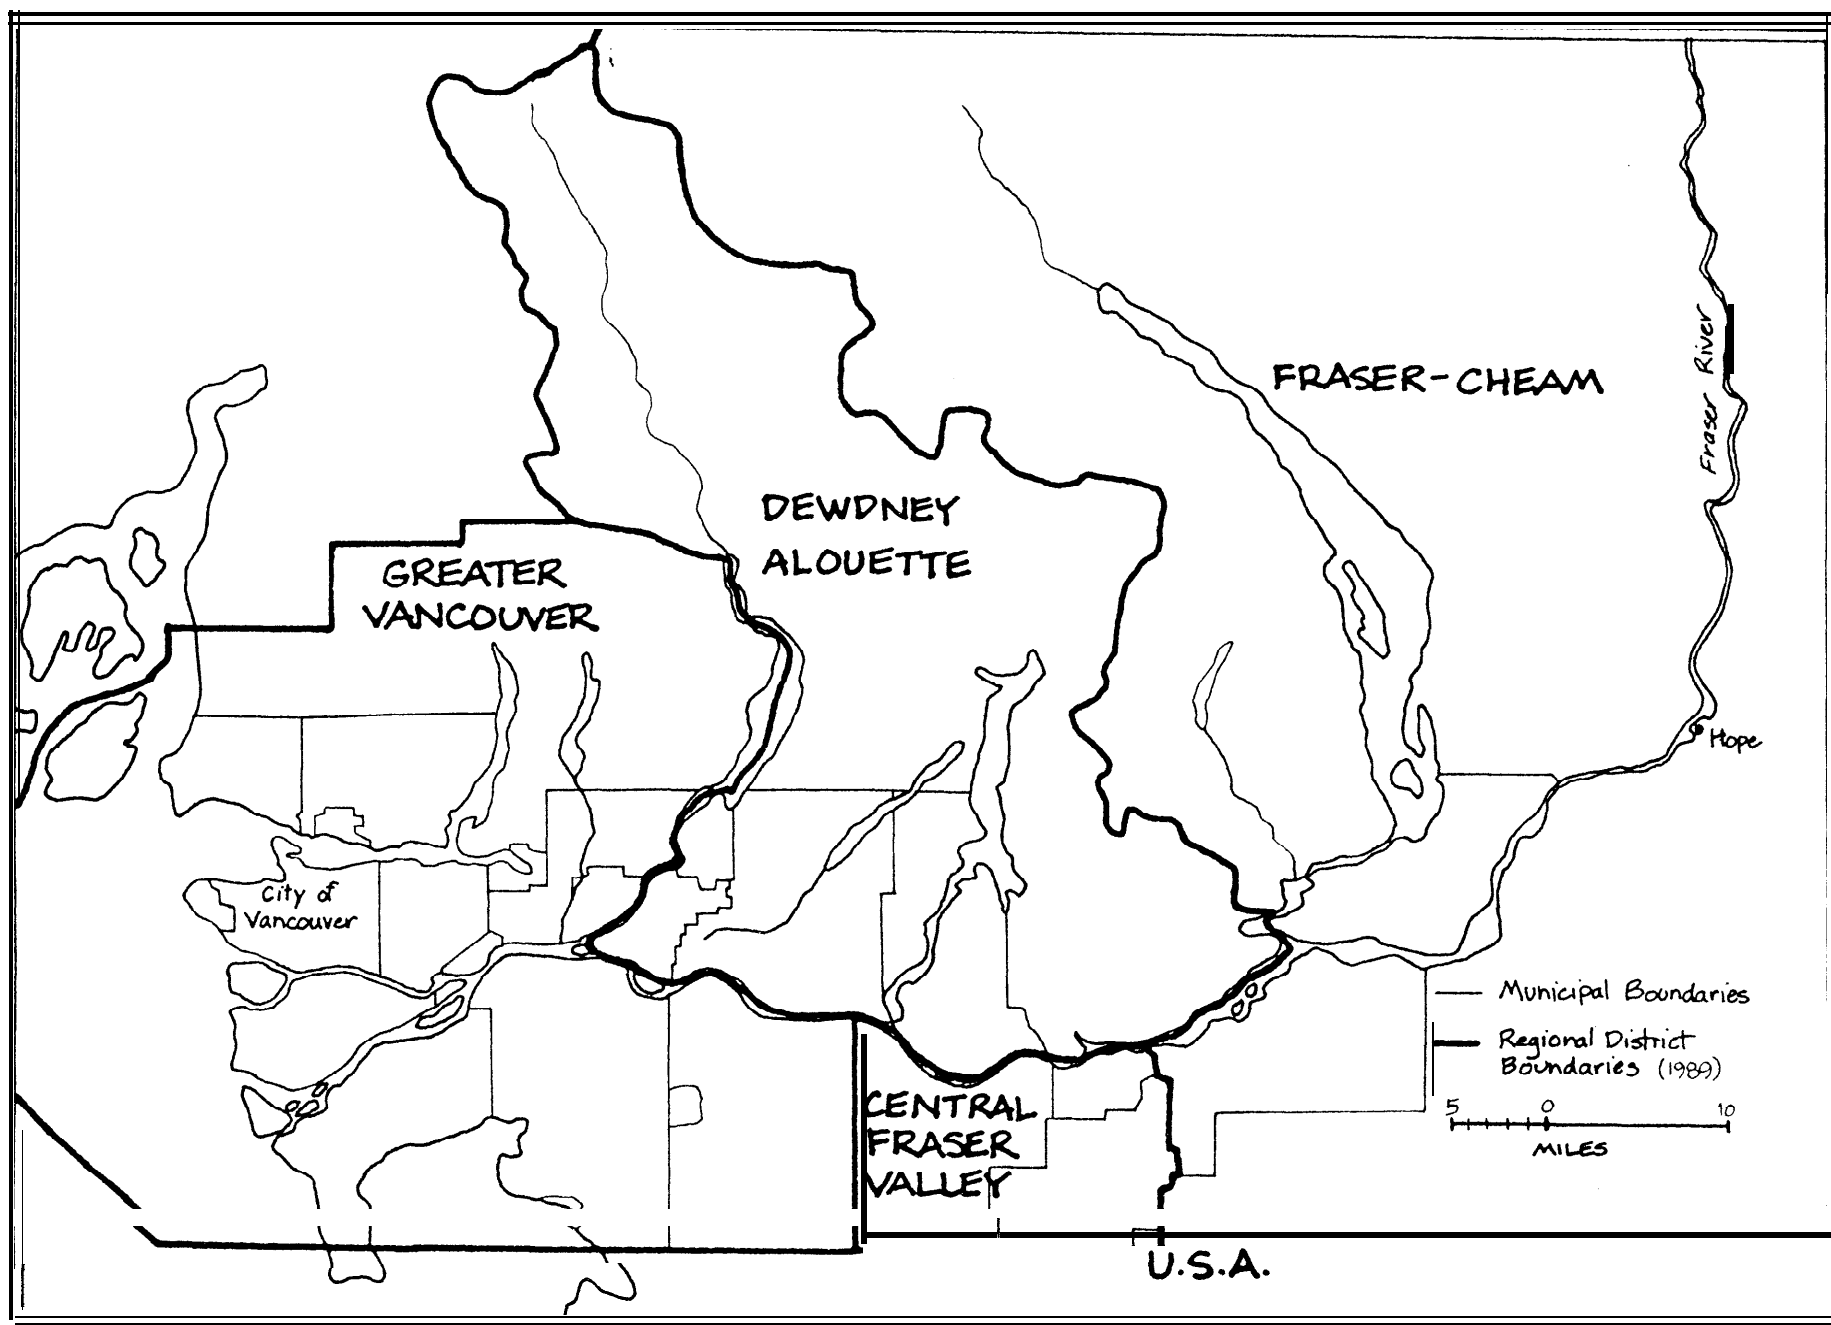 FRASER-CHEAM
Fraser River
DEWDNEY
ALOUETTE
GREATER
VANCOUVER
Hope
City of
Vancouver
Municipal Boundaries
Regional District
Boundaries (1989)
5 0 10
MILES
CENTRAL
FRASER
VALLEY
U.S.A.